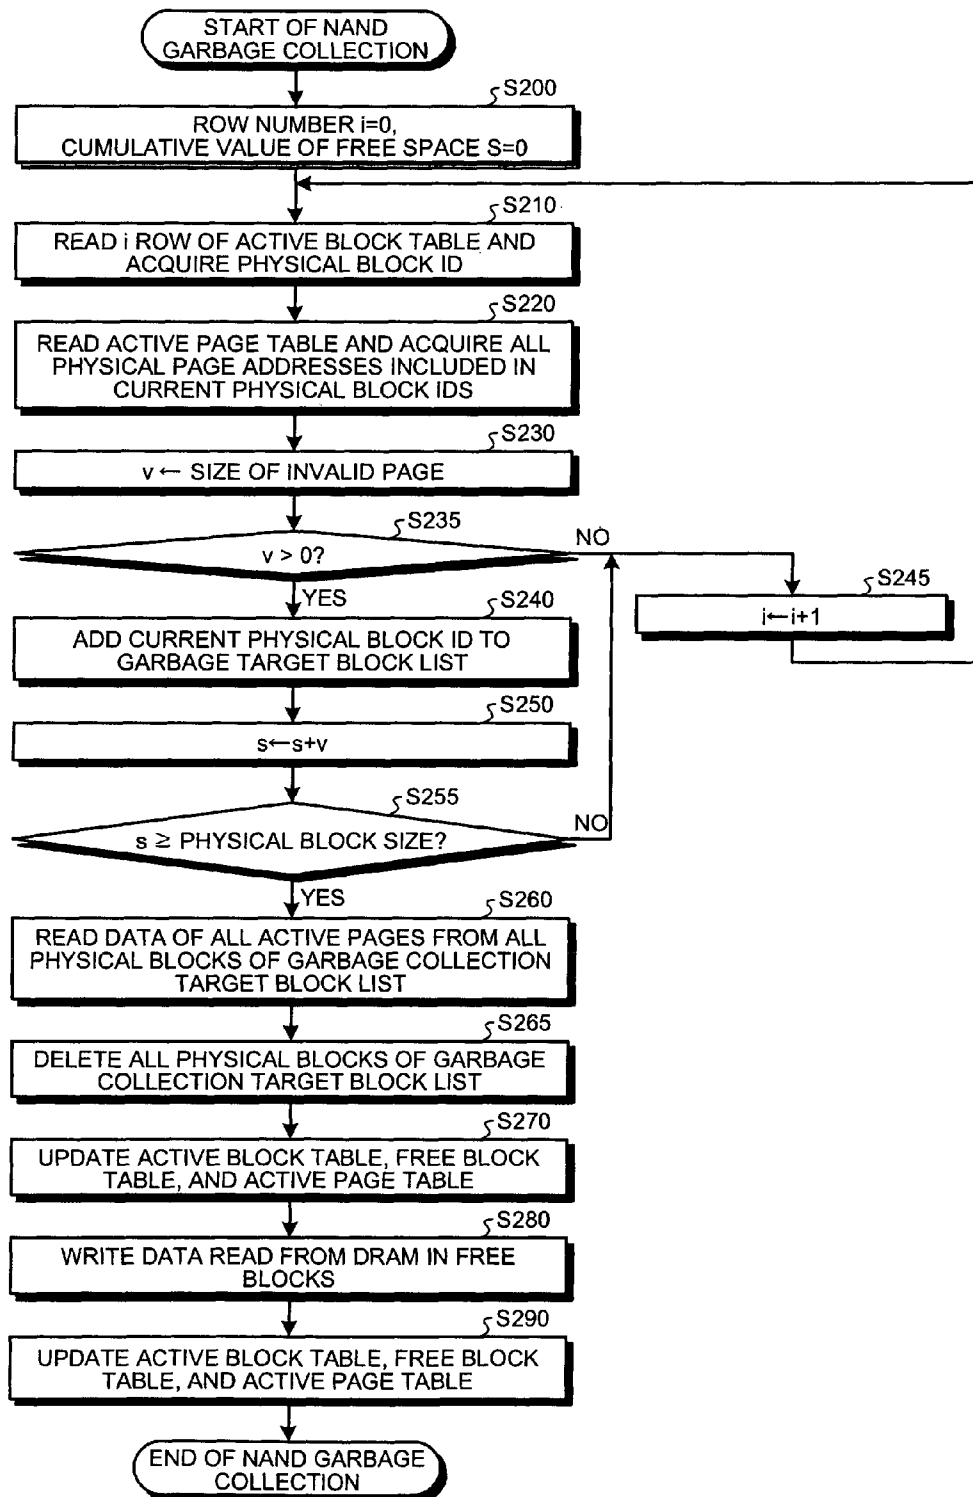 START OF NAND
GARBAGE COLLECTION
S200
ROW NUMBER i=0,
CUMULATIVE VALUE OF FREE SPACE S=0
S210
READ i ROW OF ACTIVE BLOCK TABLE AND
ACQUIRE PHYSICAL BLOCK ID
S220
READ ACTIVE PAGE TABLE AND ACQUIRE ALL
PHYSICAL PAGE ADDRESSES INCLUDED IN
CURRENT PHYSICAL BLOCK IDS
S230
v ← SIZE OF INVALID PAGE
S235
v > 0?
NO
YES
S240
ADD CURRENT PHYSICAL BLOCK ID TO
GARBAGE TARGET BLOCK LIST
S245
i←i+1
S250
s←s+v
S255
s ≥ PHYSICAL BLOCK SIZE?
NO
YES
S260
READ DATA OF ALL ACTIVE PAGES FROM ALL
PHYSICAL BLOCKS OF GARBAGE COLLECTION
TARGET BLOCK LIST
S265
DELETE ALL PHYSICAL BLOCKS OF GARBAGE
COLLECTION TARGET BLOCK LIST
S270
UPDATE ACTIVE BLOCK TABLE, FREE BLOCK
TABLE, AND ACTIVE PAGE TABLE
S280
WRITE DATA READ FROM DRAM IN FREE
BLOCKS
S290
UPDATE ACTIVE BLOCK TABLE, FREE BLOCK
TABLE, AND ACTIVE PAGE TABLE
END OF NAND GARBAGE
COLLECTION